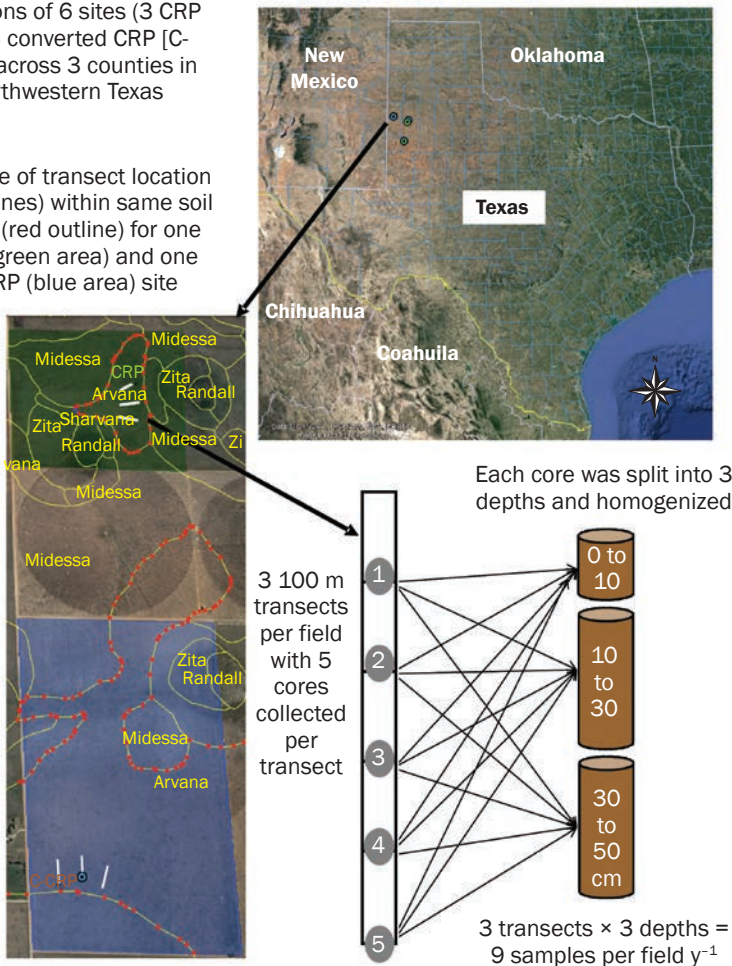 ons of 6 sites (3 CRP
converted CRP [C-
across 3 counties in
rthwestern Texas
e of transect location
nes) within same soil
(red outline) for one
green area) and one
RP (blue area) site
New
Mexico
Oklahoma
Texas
Chihuahua
Coahuila
N
Midessa
Midessa
CRP
Zita
Randall
Arvana
Sharvana
Zita
Randall
Midessa
Zi
vana
Midessa
Midessa
Zita
Randall
Midessa
Arvana
C-CRP
3 100 m
transects
per field
with 5
cores
collected
per
transect
1
2
3
4
5
Each core was split into 3
depths and homogenized
0 to
10
10
to
30
30
to
50
cm
3 transects × 3 depths =
9 samples per field y⁻¹